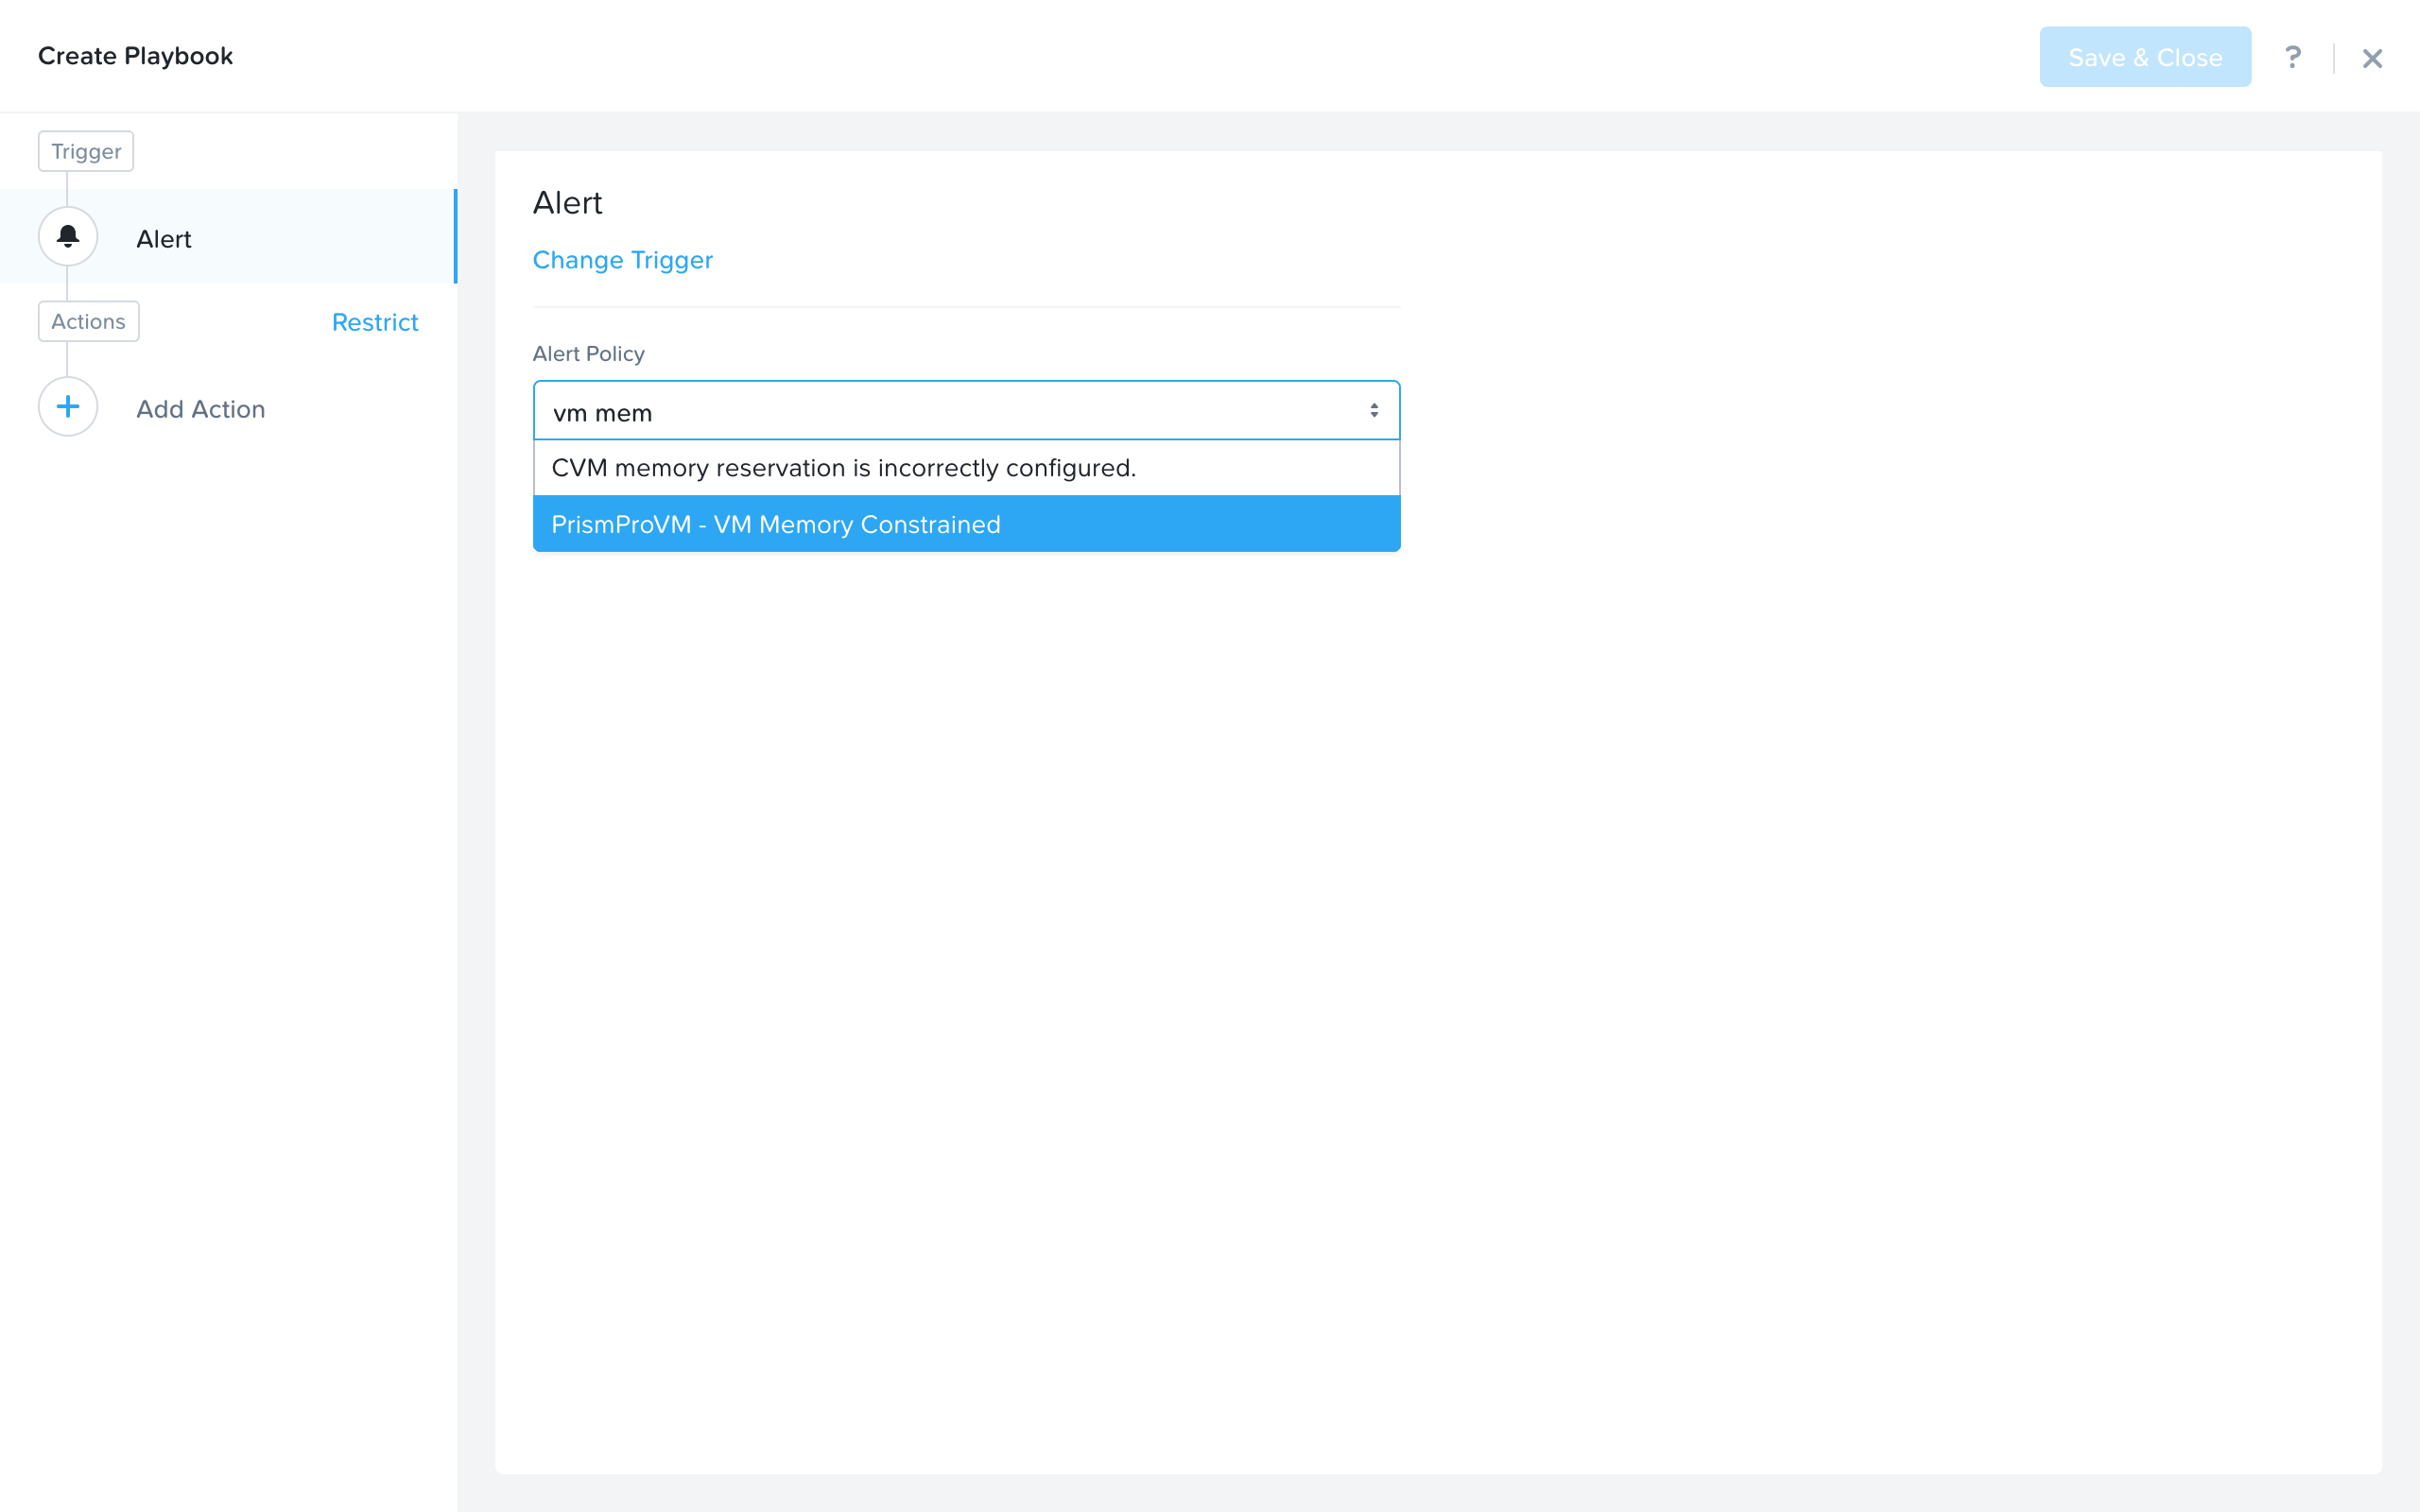 Create Playbook
Save & Close
?
Trigger
Alert
Actions
Restrict
Add Action
Alert
Change Trigger
Alert Policy
vm mem
CVM memory reservation is incorrectly configured.
PrismProVM - VM Memory Constrained